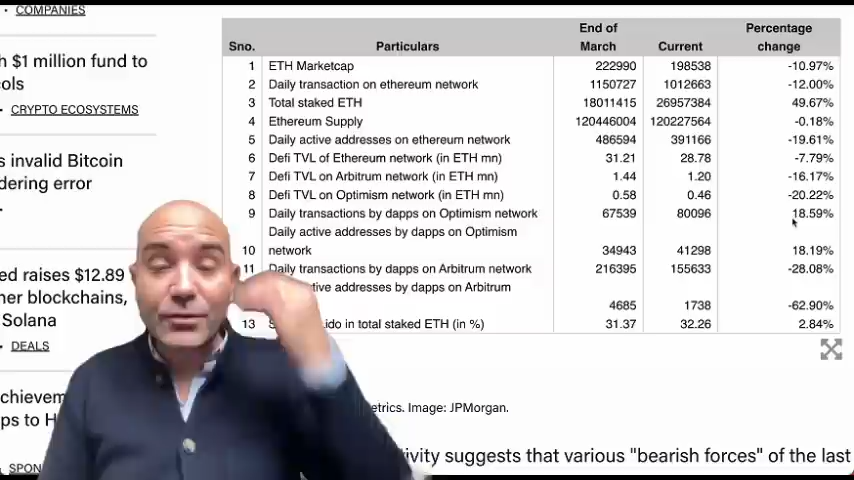 COMPANIES
h $1 million fund to
cols
CRYPTO ECOSYSTEMS
s invalid Bitcoin
dering error
ed raises $12.89
her blockchains,
Solana
DEALS
achievem
ps to H
SPON
Sno. Particulars End of March Current Percentage change
1 ETH Marketcap 222990 198538 -10.97%
2 Daily transaction on ethereum network 1150727 1012663 -12.00%
3 Total staked ETH 18011415 26957384 49.67%
4 Ethereum Supply 120446004 120227564 -0.18%
5 Daily active addresses on ethereum network 486594 391166 -19.61%
6 Defi TVL of Ethereum network (in ETH mn) 31.21 28.78 -7.79%
7 Defi TVL on Arbitrum network (in ETH mn) 1.44 1.20 -16.17%
8 Defi TVL on Optimism network (in ETH mn) 0.58 0.46 -20.22%
9 Daily transactions by dapps on Optimism network 67539 80096 18.59%
Daily active addresses by dapps on Optimism
10 network 34943 41298 18.19%
11 Daily transactions by dapps on Arbitrum network 216395 155633 -28.08%
active addresses by dapps on Arbitrum
4685 1738 -62.90%
13 S ido in total staked ETH (in %) 31.37 32.26 2.84%
etrics. Image: JPMorgan.
tivity suggests that various "bearish forces" of the last